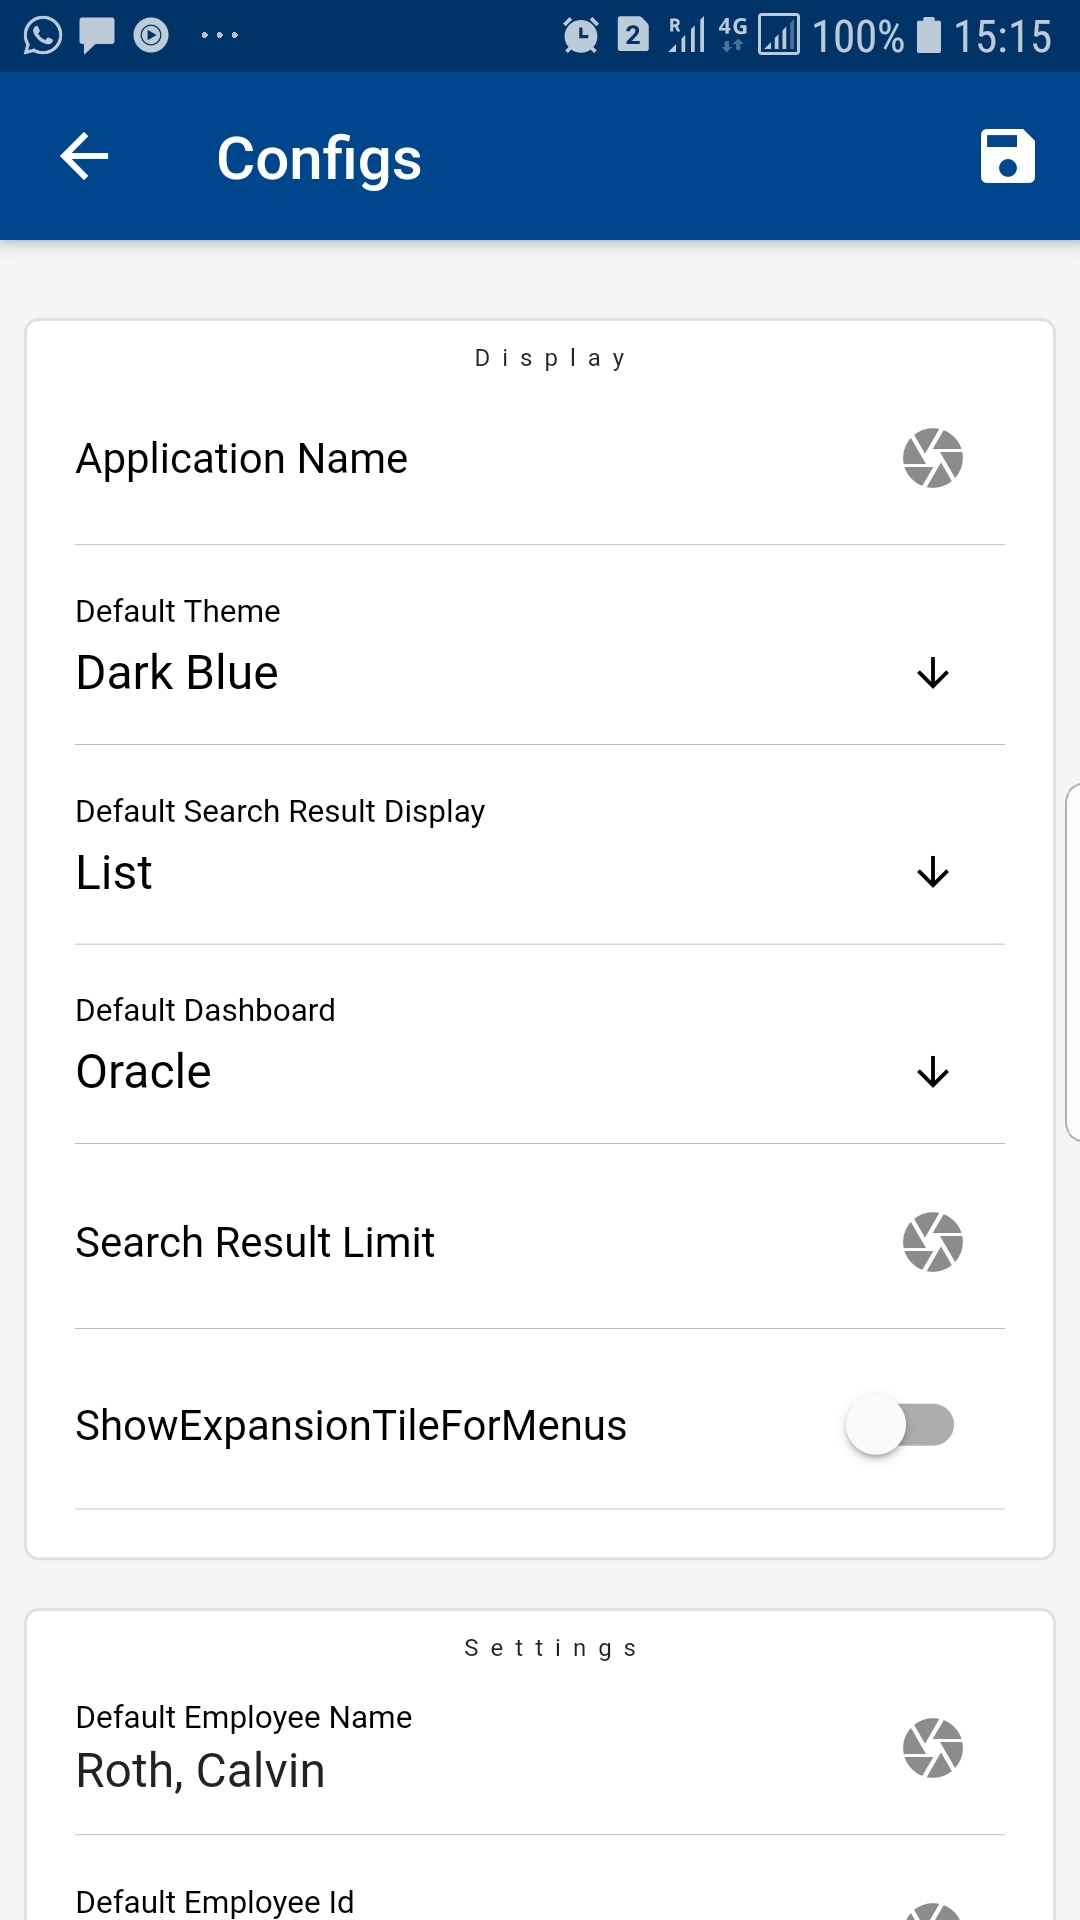 2 R 4G 100% 15:15
Configs
Display
Application Name
Default Theme
Dark Blue
Default Search Result Display
List
Default Dashboard
Oracle
Search Result Limit
ShowExpansionTileForMenus
Settings
Default Employee Name
Roth, Calvin
Default Employee Id